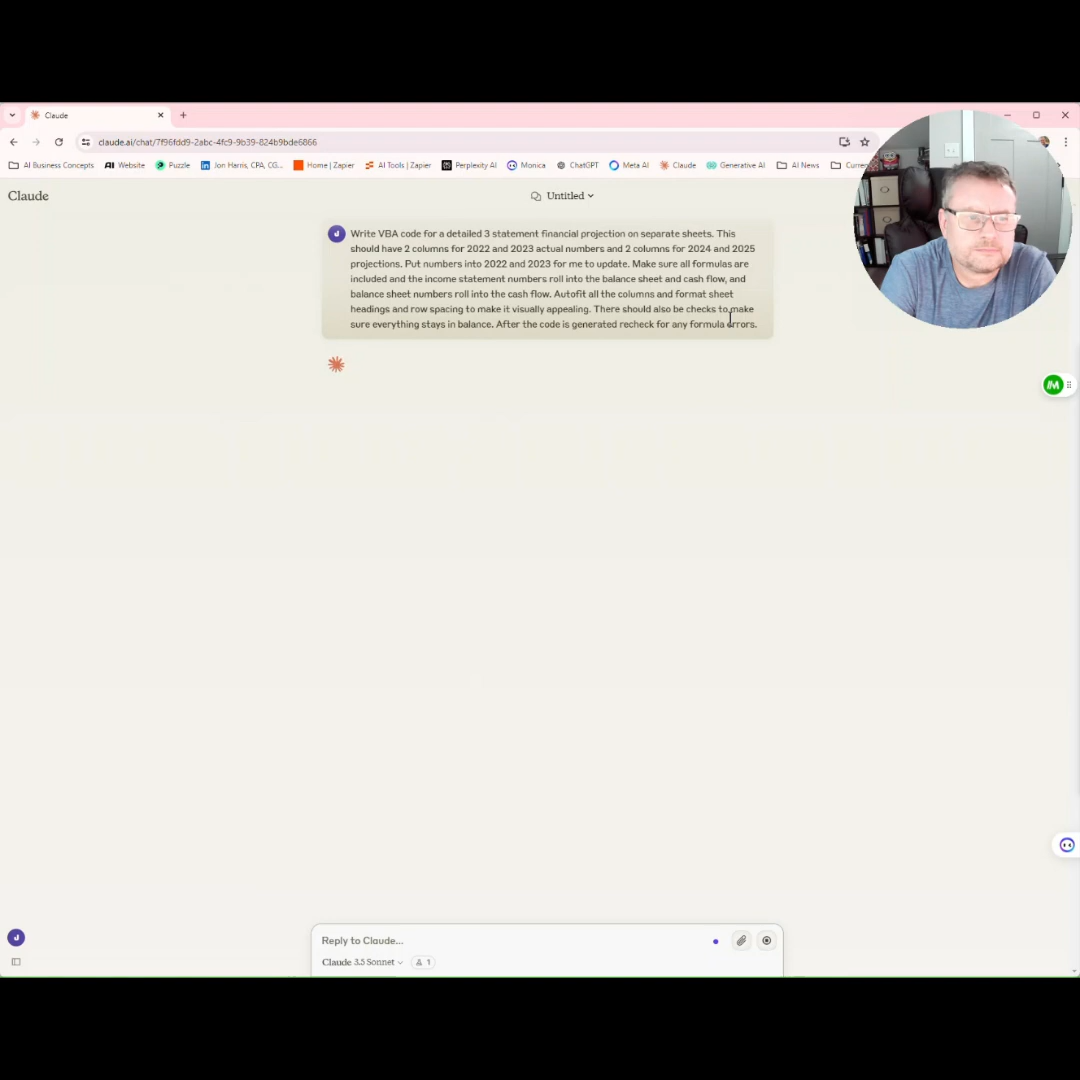 Claude
claude.ai/chat/7f96fdd9-2abc-4fc9-9b39-824b9bde6866
AI Business Concepts
AI Website
Puzzle
in Jon Harris, CPA, CG...
Home | Zapier
AI Tools | Zapier
Perplexity AI
Monica
ChatGPT
Meta AI
Claude
Generative AI
AI News
Claude
Untitled
J
Write VBA code for a detailed 3 statement financial projection on separate sheets. This
should have 2 columns for 2022 and 2023 actual numbers and 2 columns for 2024 and 2025
projections. Put numbers into 2022 and 2023 for me to update. Make sure all formulas are
included and the income statement numbers roll into the balance sheet and cash flow, and
balance sheet numbers roll into the cash flow. Autofit all the columns and format sheet
headings and row spacing to make it visually appealing. There should also be checks to make
sure everything stays in balance. After the code is generated recheck for any formula errors.
J
Reply to Claude...
Claude 3.5 Sonnet
1